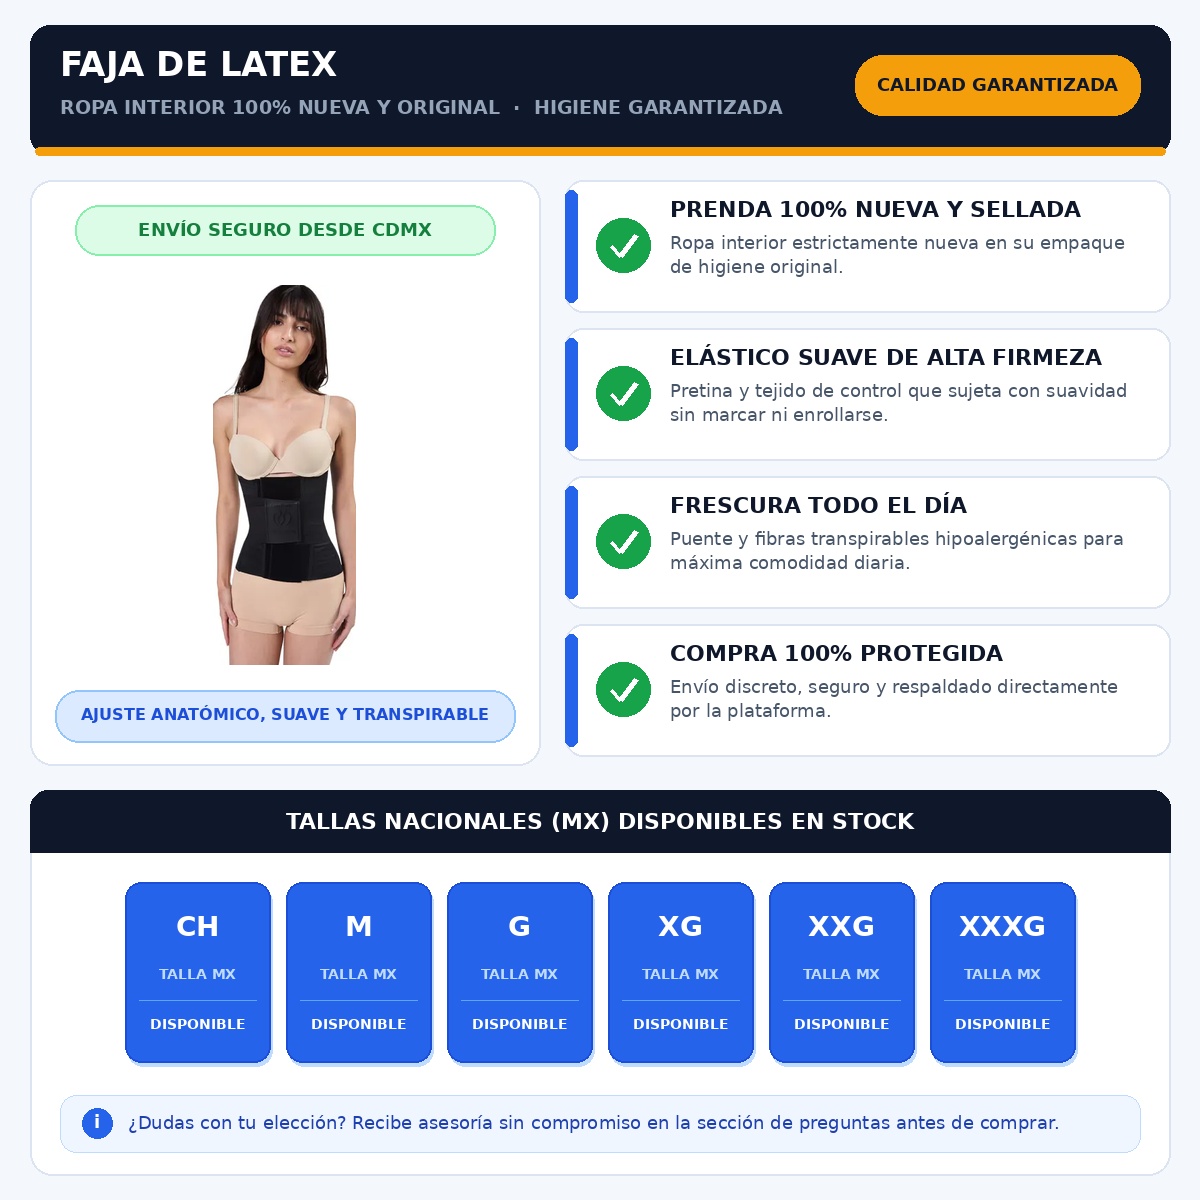 FAJA DE LATEX
ROPA INTERIOR 100% NUEVA Y ORIGINAL · HIGIENE GARANTIZADA
CALIDAD GARANTIZADA
ENVÍO SEGURO DESDE CDMX
AJUSTE ANATÓMICO, SUAVE Y TRANSPIRABLE
PRENDA 100% NUEVA Y SELLADA
Ropa interior estrictamente nueva en su empaque
de higiene original.
ELÁSTICO SUAVE DE ALTA FIRMEZA
Pretina y tejido de control que sujeta con suavidad
sin marcar ni enrollarse.
FRESCURA TODO EL DÍA
Puente y fibras transpirables hipoalergénicas para
máxima comodidad diaria.
COMPRA 100% PROTEGIDA
Envío discreto, seguro y respaldado directamente
por la plataforma.
TALLAS NACIONALES (MX) DISPONIBLES EN STOCK
CH
TALLA MX
DISPONIBLE
M
TALLA MX
DISPONIBLE
G
TALLA MX
DISPONIBLE
XG
TALLA MX
DISPONIBLE
XXG
TALLA MX
DISPONIBLE
XXXG
TALLA MX
DISPONIBLE
i ¿Dudas con tu elección? Recibe asesoría sin compromiso en la sección de preguntas antes de comprar.